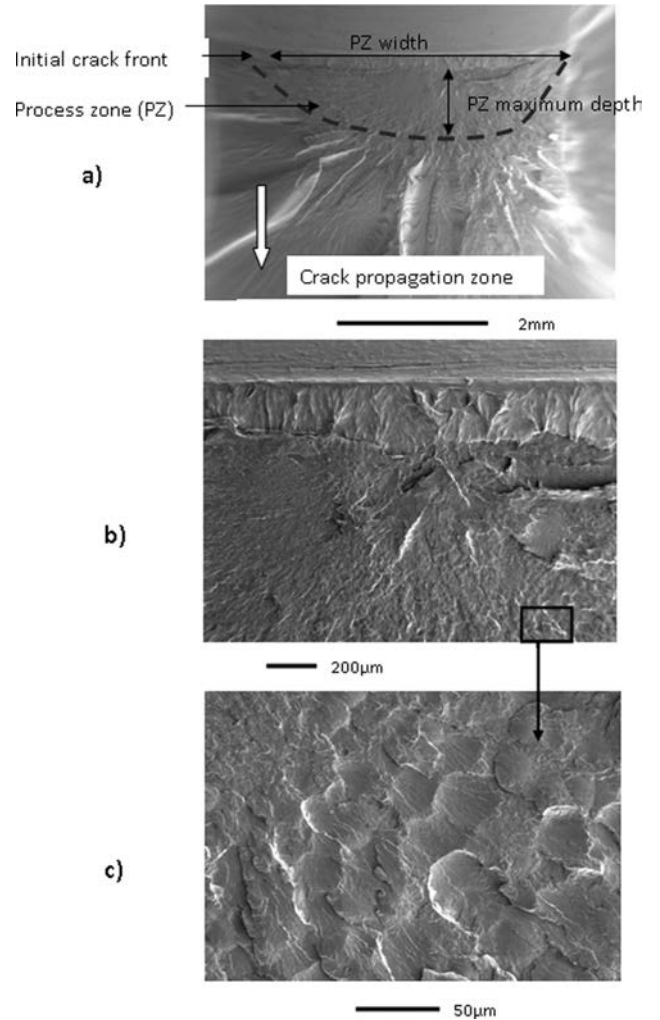 PZ width
Initial crack front
Process zone (PZ)
PZ maximum depth
a)
Crack propagation zone
2mm
b)
200µm
c)
50µm